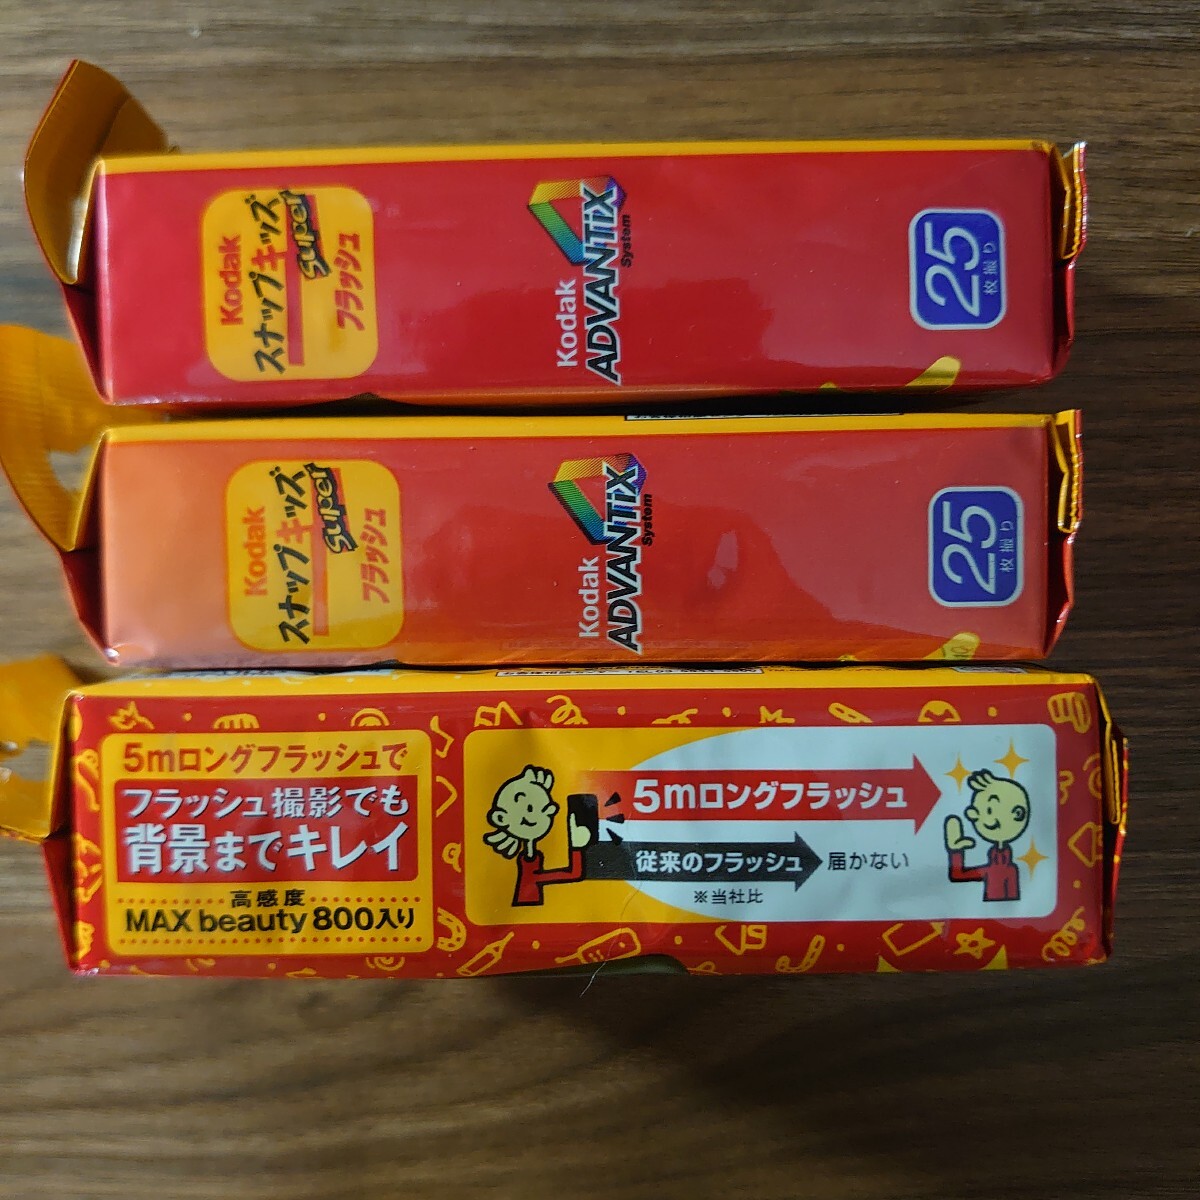 Kodak
スナップキッズ
super
フラッシュ
Kodak
ADVANTiX
System
25
枚撮り
Kodak
スナップキッズ
super
フラッシュ
Kodak
ADVANTiX
System
25
枚撮り
5mロングフラッシュで
フラッシュ撮影でも
背景までキレイ
高感度
MAX beauty 800入り
5mロングフラッシュ
従来のフラッシュ 届かない
※当社比